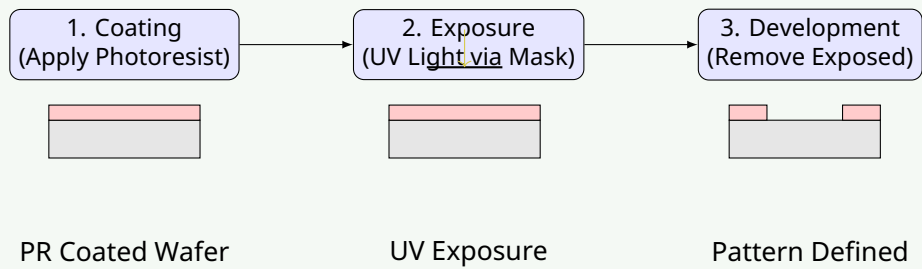 1. Coating
(Apply Photoresist)
2. Exposure
(UV Light via Mask)
3. Development
(Remove Exposed)
PR Coated Wafer
UV Exposure
Pattern Defined